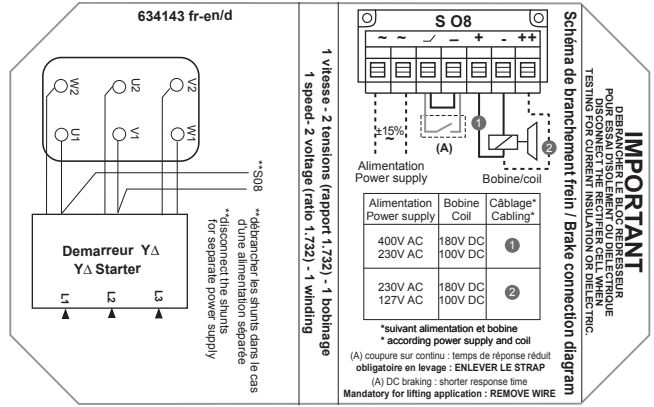 634143 fr-en/d
W2 U2 V2
U1 V1 W1
**S08
Demarreur Y∆
Y∆ Starter
L1 L2 L3
**débrancher les shunts dans le cas
d'une alimentation séparée
**disconnect the shunts
for separate power supply
1 vitesse - 2 tensions (rapport 1.732) - 1 bobinage
1 speed- 2 voltage (ratio 1.732) - 1 winding
S O8
~ ~ _/ – + - ++
±15%
~
(A)
1
2
Alimentation
Power supply
Bobine/coil
Alimentation Bobine Câblage*
Power supply Coil Cabling*
400V AC 180V DC
230V AC 100V DC
1
230V AC 180V DC
127V AC 100V DC
2
*suivant alimentation et bobine
* according power supply and coil
(A) coupure sur continu : temps de réponse réduit
obligatoire en levage : ENLEVER LE STRAP
(A) DC braking : shorter response time
Mandatory for lifting application : REMOVE WIRE
Schéma de branchement frein / Brake connection diagram
IMPORTANT
DEBRANCHER LE BLOC REDRESSEUR
POUR ESSAI D'ISOLEMENT OU DIELECTRIQUE
DISCONNECT THE RECTIFIER CELL WHEN
TESTING FOR CURRENT INSULATION OR DIELECTRIC.